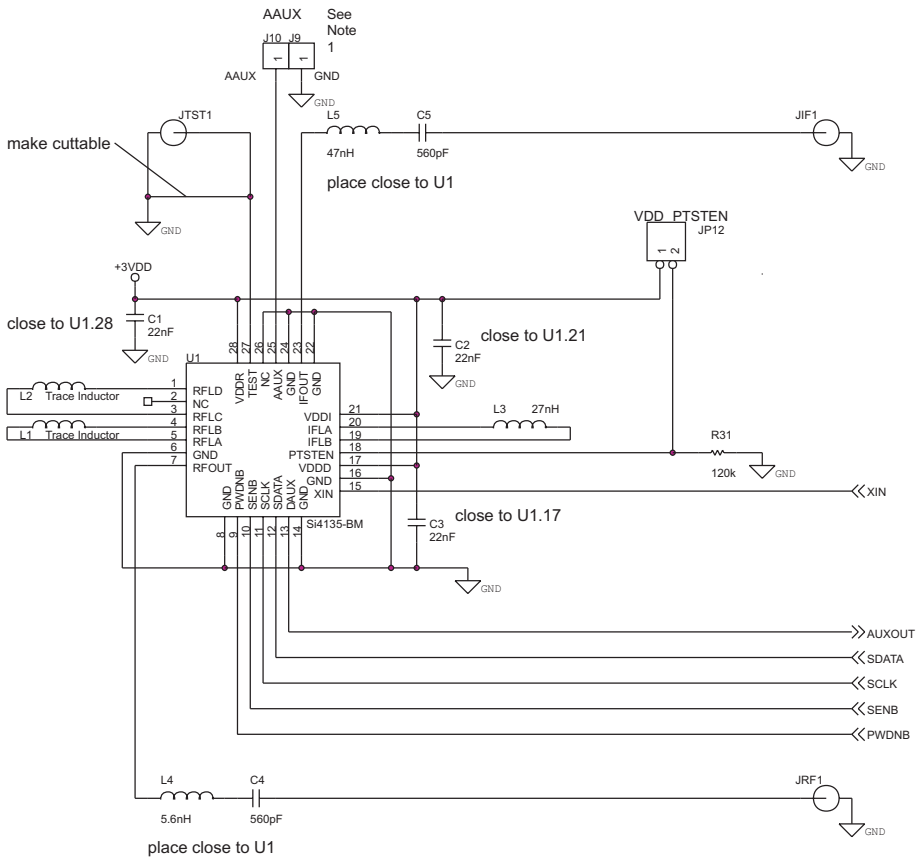 AAUX
See
Note
1
J10 J9
1 1
AAUX GND
GND
JTST1
make cuttable
GND
L5
47nH
C5
560pF
JIF1
GND
place close to U1
VDD PTSTEN
JP12
1 2
+3VDD
close to U1.28
C1
22nF
GND
close to U1.21
C2
22nF
GND
U1
28 27 26 25 24 23 22
VDDR TEST NC AAUX GND IFOUT GND
L2 Trace Inductor
L1 Trace Inductor
1 RFLD
2 NC
3 RFLC
4 RFLB
5 RFLA
6 GND
7 RFOUT
VDDI 21
IFLA 20
IFLB 19
PTSTEN 18
VDDD 17
GND 16
XIN 15
L3 27nH
R31
120k
GND
XIN
GND PWDNB SENB SCLK SDATA DAUX GND
8 9 10 11 12 13 14
Si4135-BM
close to U1.17
C3
22nF
GND
AUXOUT
SDATA
SCLK
SENB
PWDNB
L4
5.6nH
C4
560pF
JRF1
GND
place close to U1